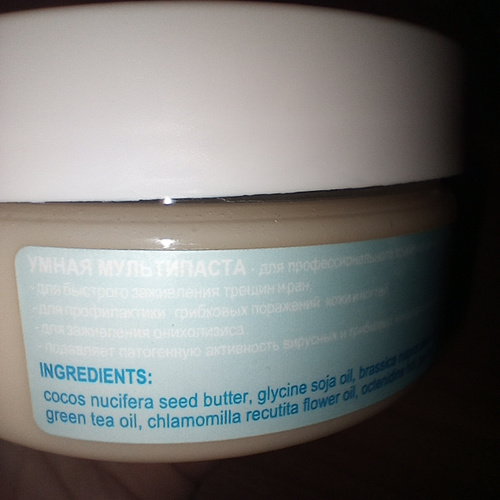 УМНАЯ МУЛЬТИПАСТА - для профессионального
- для быстрого заживления трещин и ран.
- для профилактики грибковых поражений кожи и ногтей
- для заживления онихолизиса.
- подавляет патогенную активность вирусных и грибковых
INGREDIENTS:
cocos nucifera seed butter, glycine soja oil, brassica
green tea oil, chlamomilla recutita flower oil, octenidine